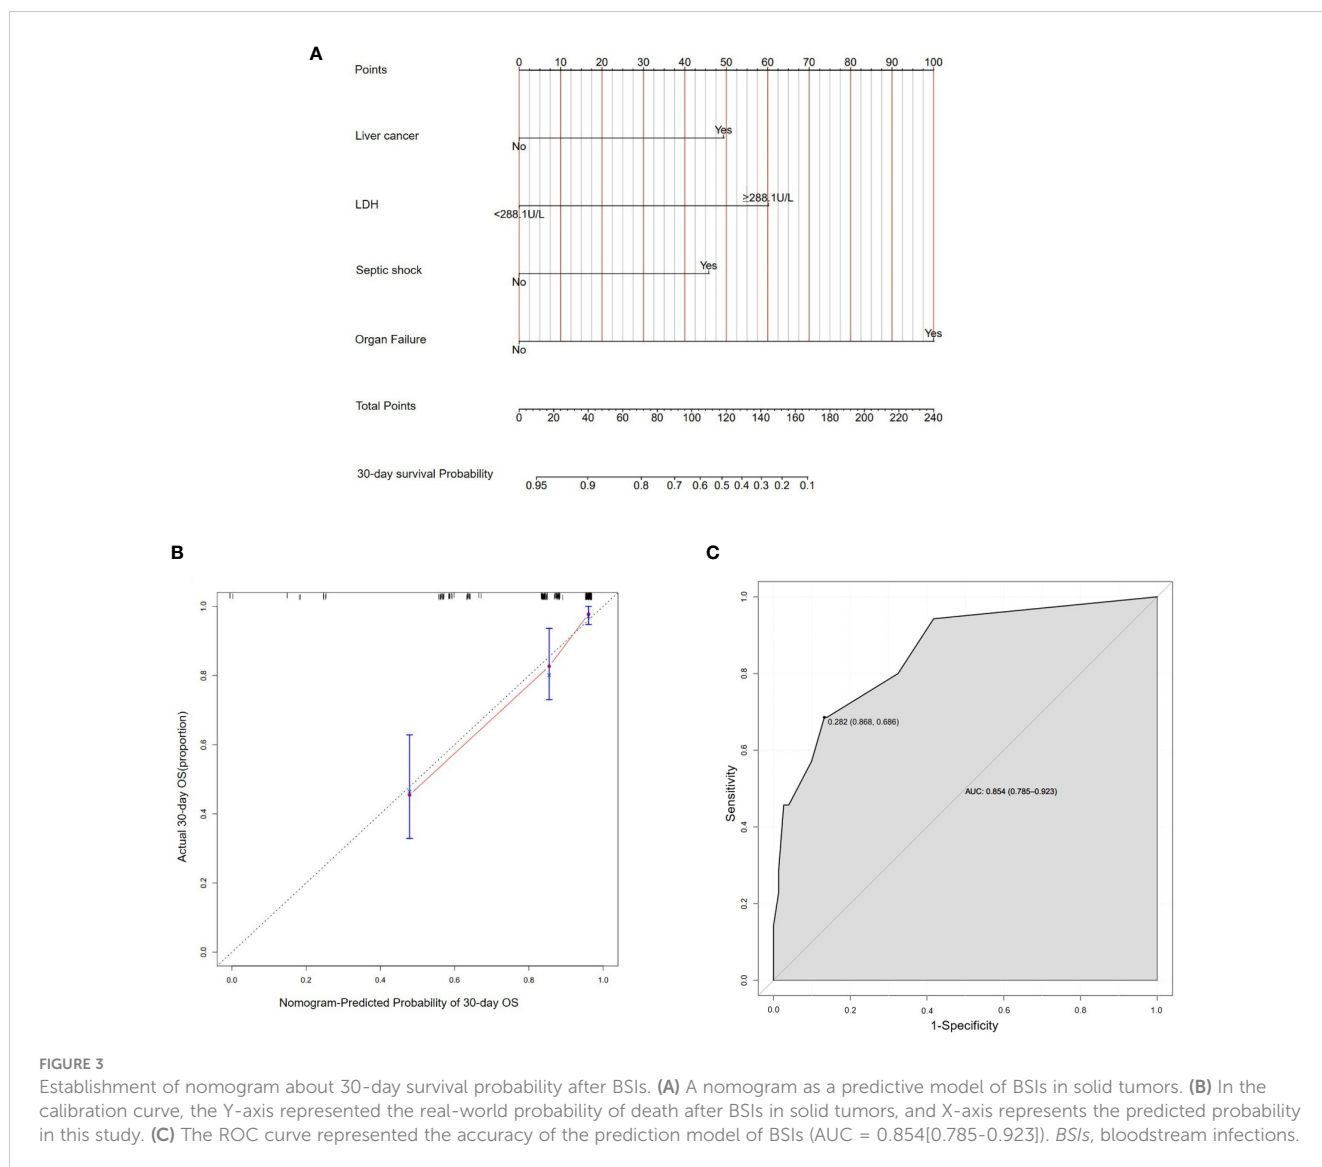 A
Points
0 10 20 30 40 50 60 70 80 90 100
Liver cancer
Yes
No
LDH
≥288.1U/L
<288.1U/L
Septic shock
Yes
No
Organ Failure
Yes
No
Total Points
0 20 40 60 80 100 120 140 160 180 200 220 240
30-day survival Probability
0.95 0.9 0.8 0.7 0.6 0.5 0.4 0.3 0.2 0.1
B
Actual 30-day OS(proportion)
1.0
0.8
0.6
0.4
0.2
0.0
0.0 0.2 0.4 0.6 0.8 1.0
Nomogram-Predicted Probability of 30-day OS
C
Sensitivity
1.0
0.8
0.6
0.4
0.2
0.0
0.282 (0.868, 0.686)
AUC: 0.854 (0.785–0.923)
0.0 0.2 0.4 0.6 0.8 1.0
1-Specificity
FIGURE 3
Establishment of nomogram about 30-day survival probability after BSIs. (A) A nomogram as a predictive model of BSIs in solid tumors. (B) In the
calibration curve, the Y-axis represented the real-world probability of death after BSIs in solid tumors, and X-axis represents the predicted probability
in this study. (C) The ROC curve represented the accuracy of the prediction model of BSIs (AUC = 0.854[0.785-0.923]). BSIs, bloodstream infections.